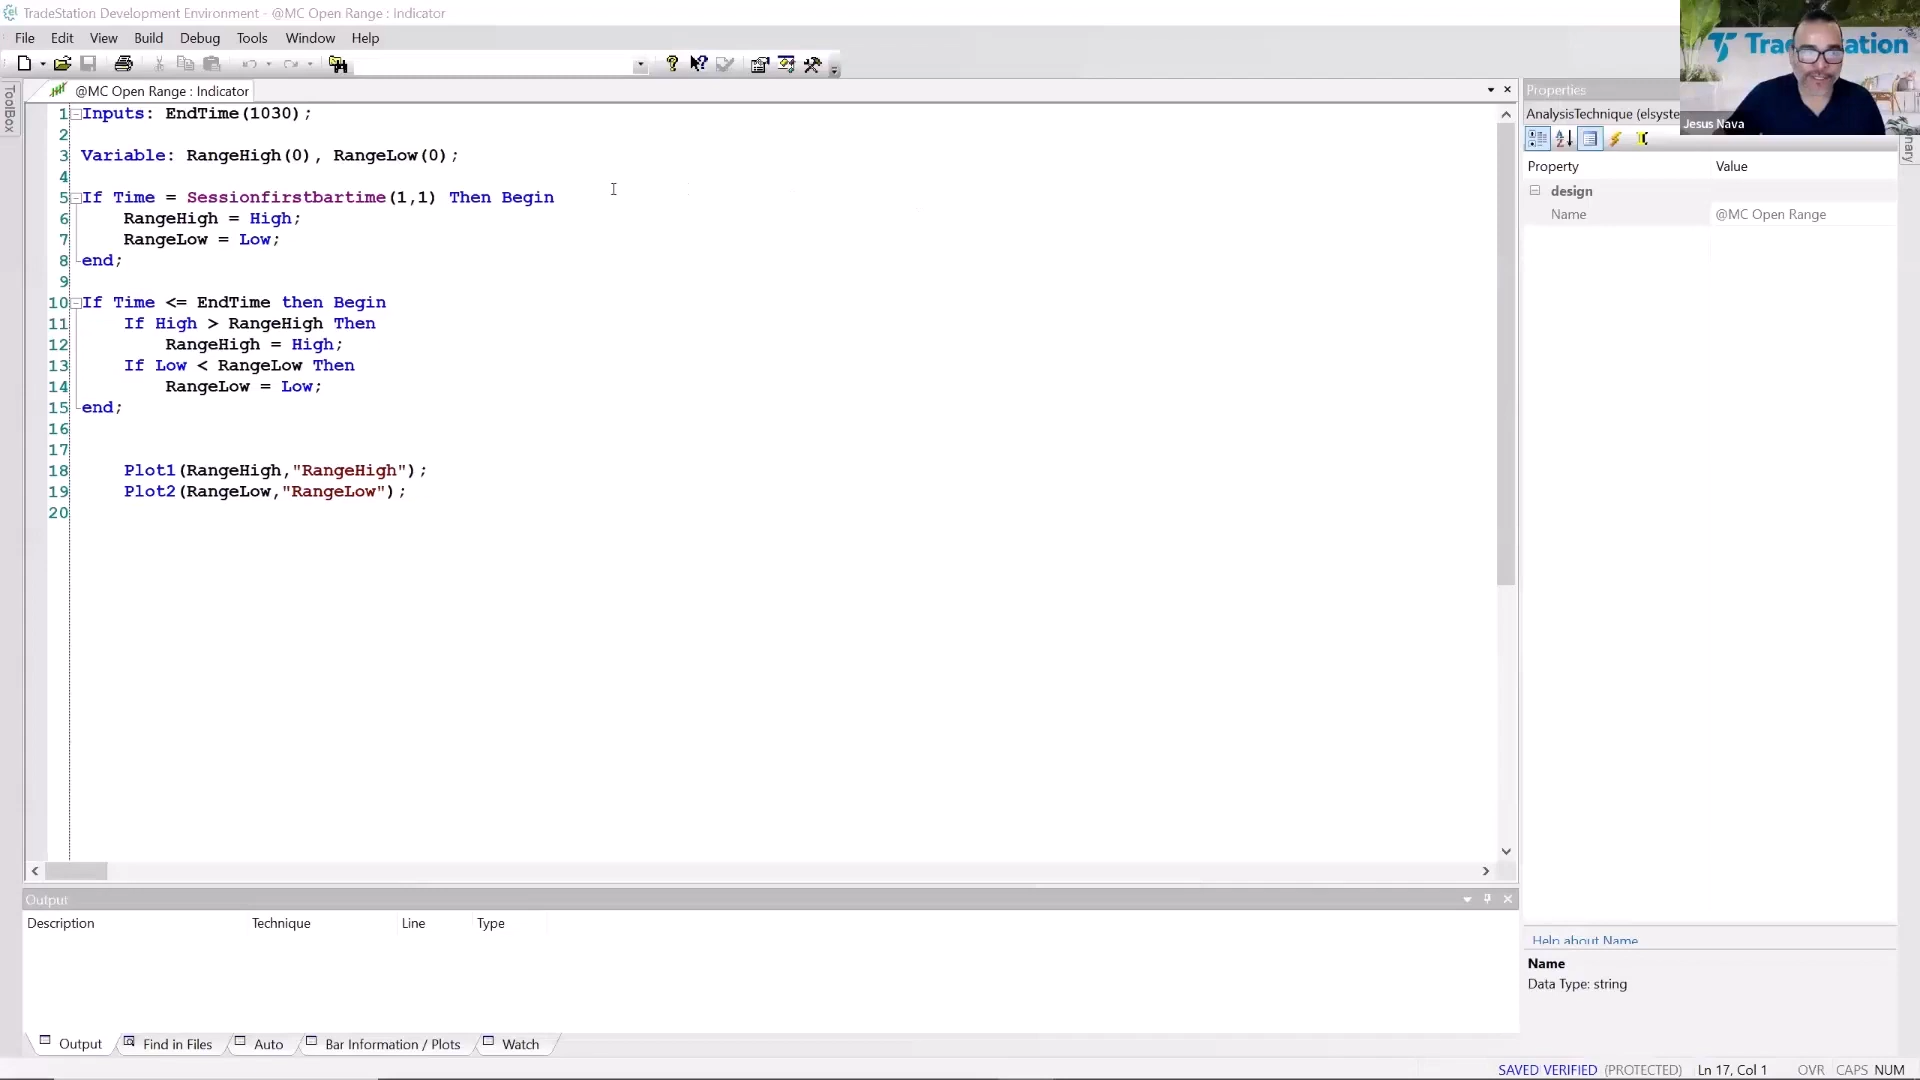 TradeStation Development Environment - @MC Open Range : Indicator
File Edit View Build Debug Tools Window Help
ToolBox
@MC Open Range : Indicator
1 Inputs: EndTime(1030);
2
3 Variable: RangeHigh(0), RangeLow(0);
4
5 If Time = Sessionfirstbartime(1,1) Then Begin
6 RangeHigh = High;
7 RangeLow = Low;
8 end;
9
10 If Time <= EndTime then Begin
11 If High > RangeHigh Then
12 RangeHigh = High;
13 If Low < RangeLow Then
14 RangeLow = Low;
15 end;
16
17
18 Plot1(RangeHigh,"RangeHigh");
19 Plot2(RangeLow,"RangeLow");
20
Properties
AnalysisTechnique (elsyste
Jesus Nava
Property Value
design
Name @MC Open Range
Help about Name
Name
Data Type: string
Output
Description Technique Line Type
Output Find in Files Auto Bar Information / Plots Watch
SAVED VERIFIED (PROTECTED) Ln 17, Col 1 OVR CAPS NUM